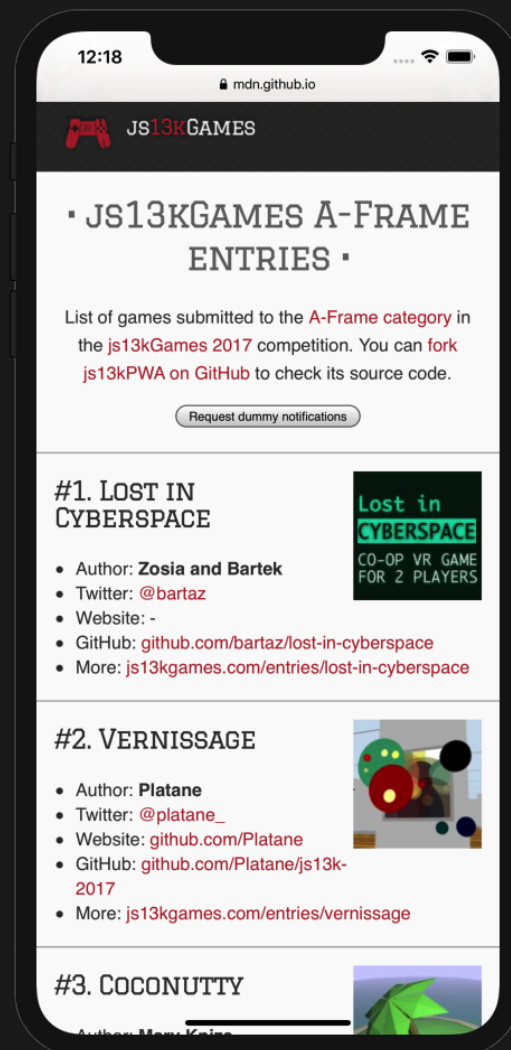 12:18
mdn.github.io
JS13KGAMES
· JS13KGAMES A-FRAME
ENTRIES ·
List of games submitted to the A-Frame category in
the js13kGames 2017 competition. You can fork
js13kPWA on GitHub to check its source code.
Request dummy notifications
#1. LOST IN
CYBERSPACE
• Author: Zosia and Bartek
• Twitter: @bartaz
• Website: -
• GitHub: github.com/bartaz/lost-in-cyberspace
• More: js13kgames.com/entries/lost-in-cyberspace
Lost in
CYBERSPACE
CO-OP VR GAME
FOR 2 PLAYERS
#2. VERNISSAGE
• Author: Platane
• Twitter: @platane_
• Website: github.com/Platane
• GitHub: github.com/Platane/js13k-
2017
• More: js13kgames.com/entries/vernissage
#3. COCONUTTY
Author: Mary Knize